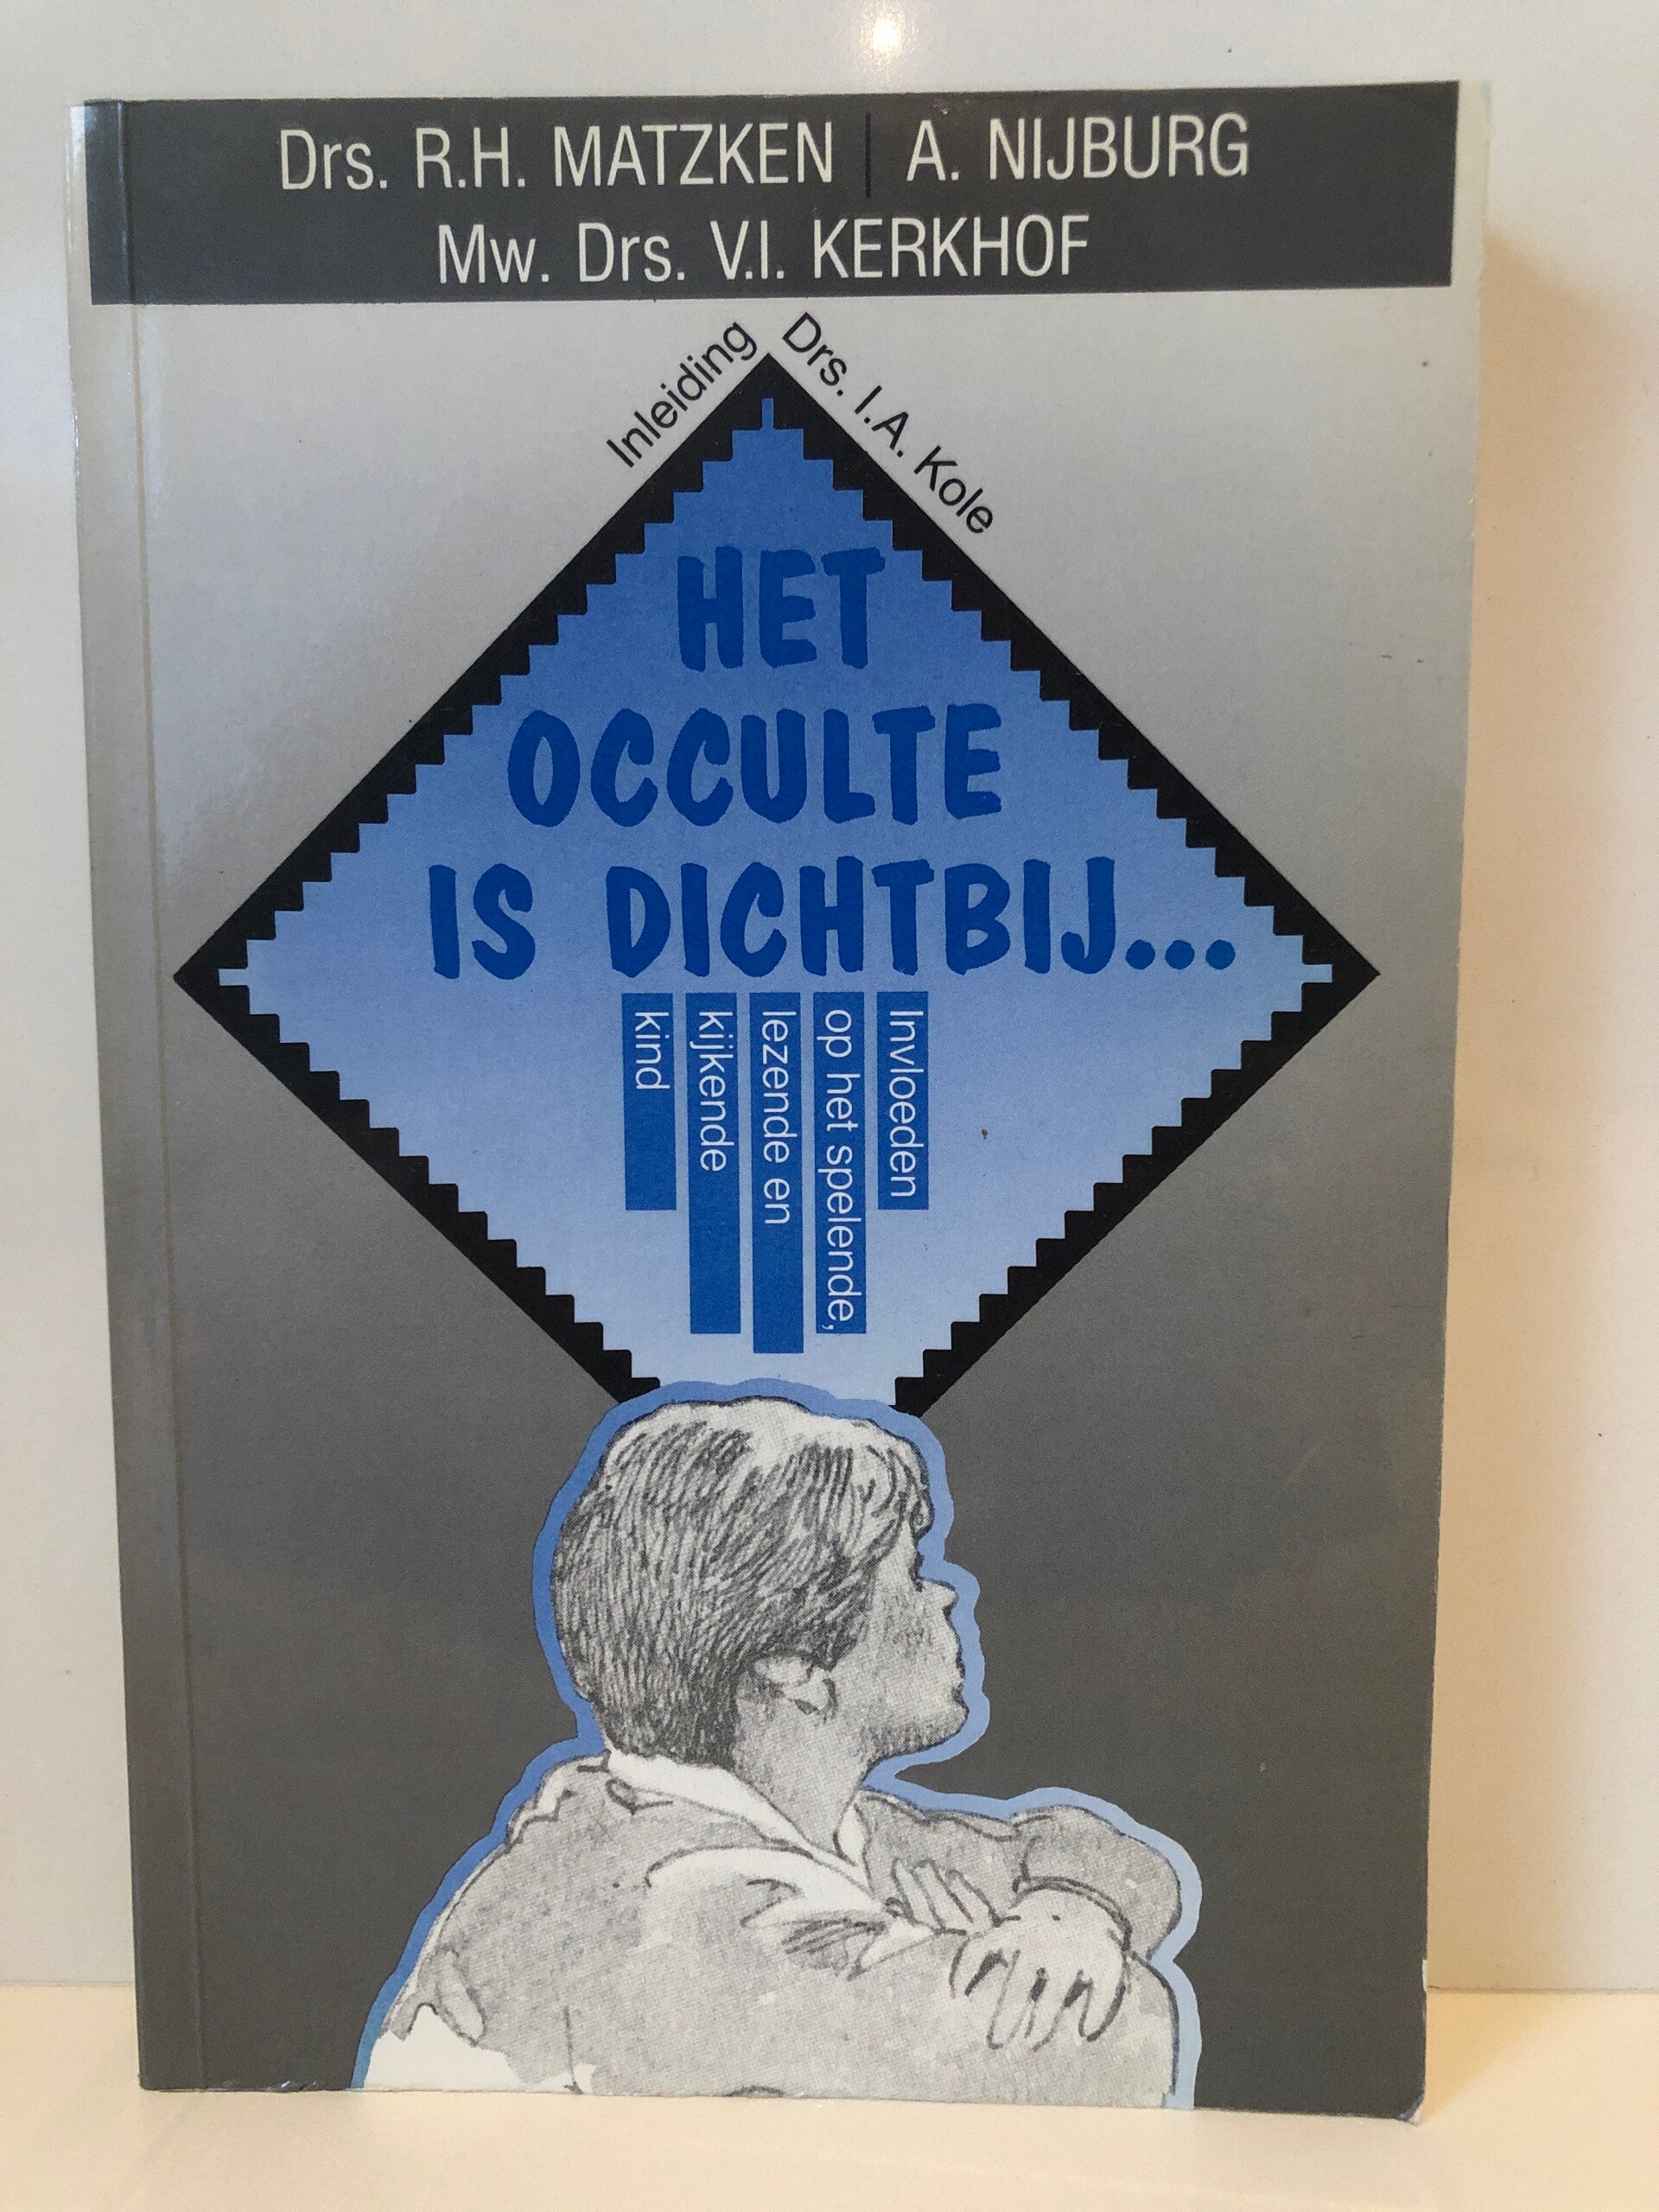 Drs. R.H. MATZKEN | A. NIJBURG
Mw. Drs. V.I. KERKHOF
Inleiding
Drs. I.A. Kole
HET
OCCULTE
IS DICHTBIJ...
Invloeden
op het spelende,
lezende en
kijkende
kind